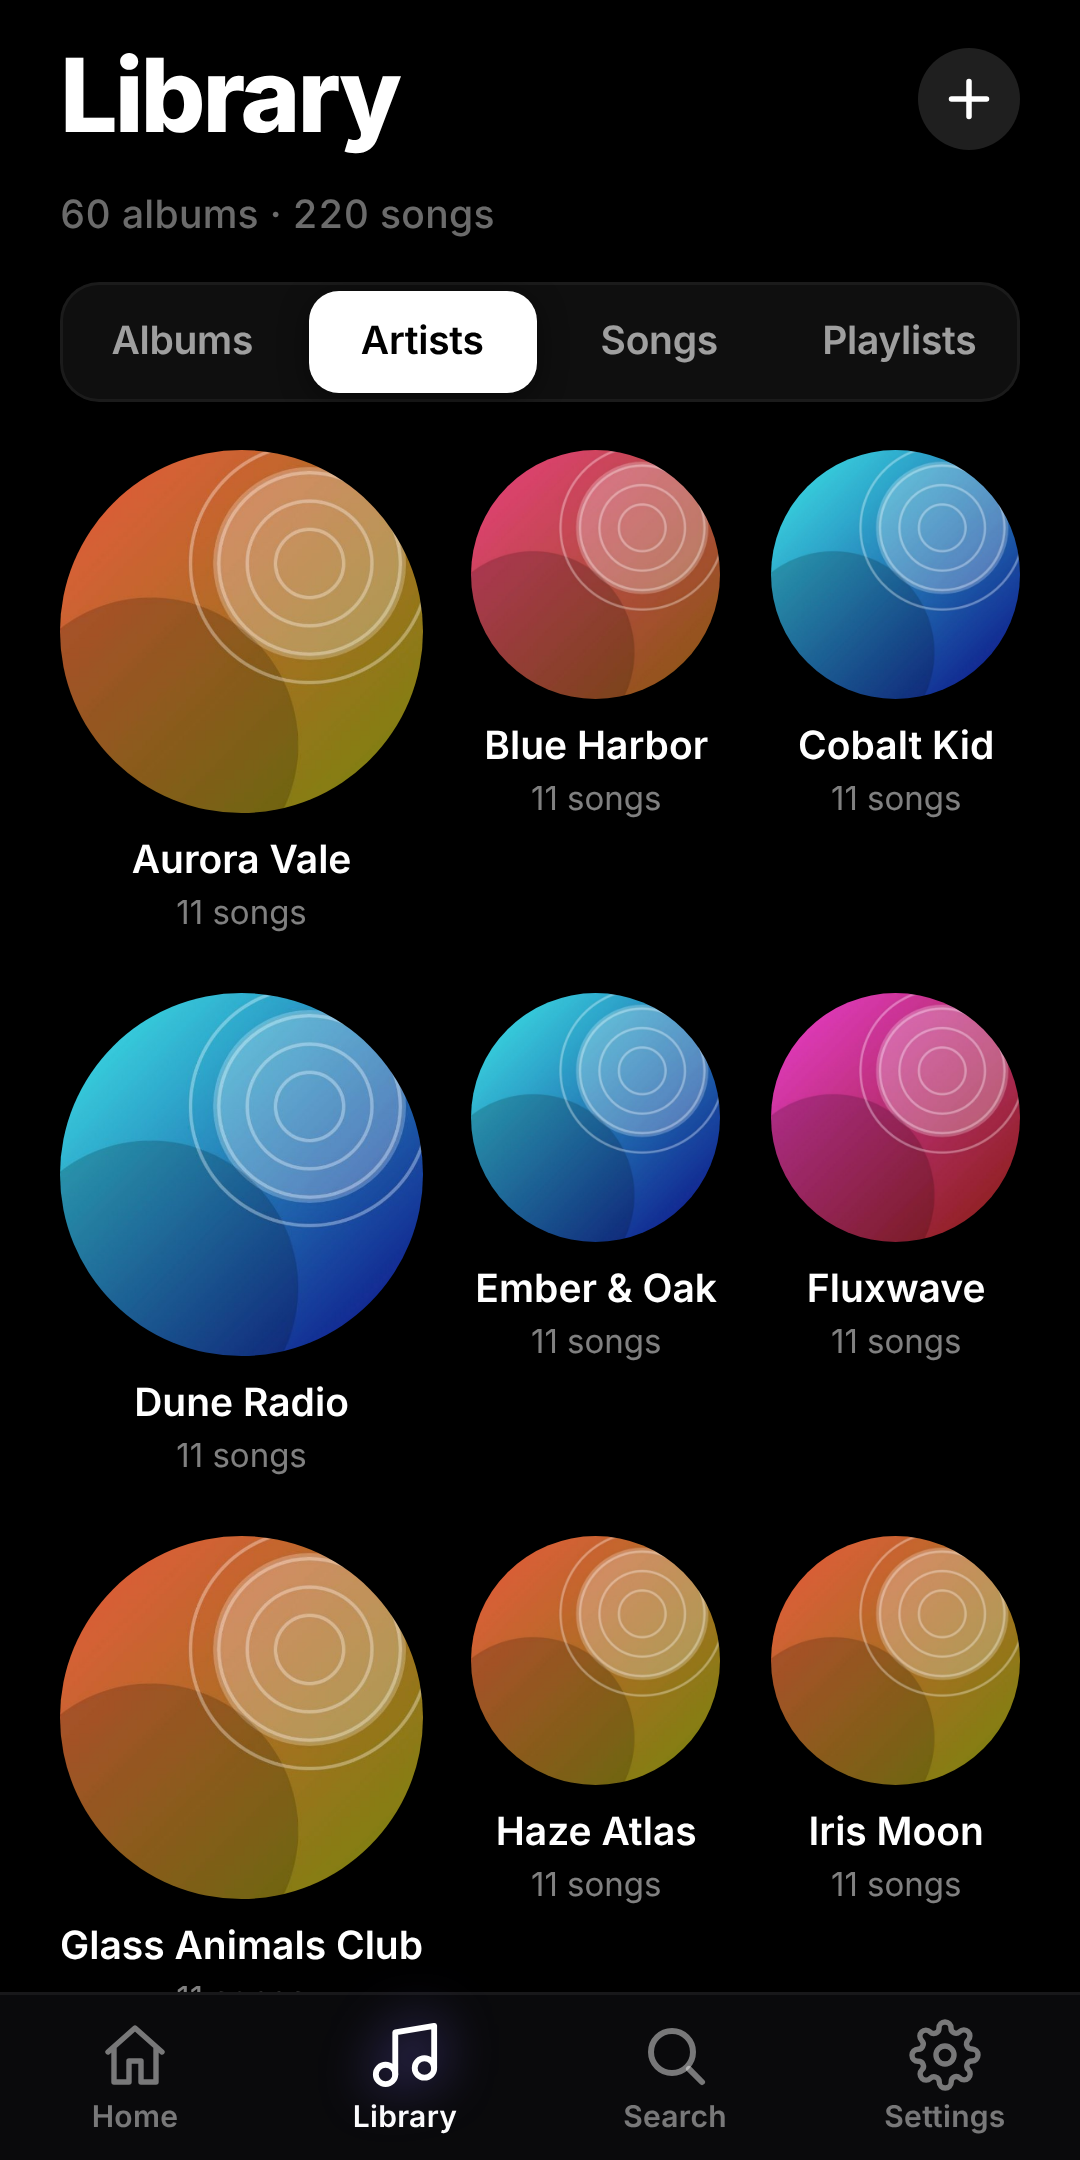 Library
60 albums · 220 songs
Albums Artists Songs Playlists
Aurora Vale
11 songs
Blue Harbor
11 songs
Cobalt Kid
11 songs
Dune Radio
11 songs
Ember & Oak
11 songs
Fluxwave
11 songs
Glass Animals Club
Haze Atlas
11 songs
Iris Moon
11 songs
Home Library Search Settings